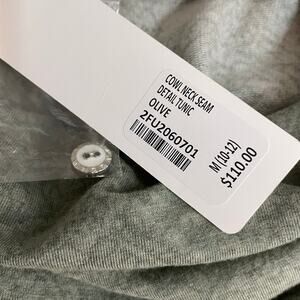 COWL NECK SEAM
DETAIL TUNIC
OLIVE
2FU2060701
M (10-12)
$110.00